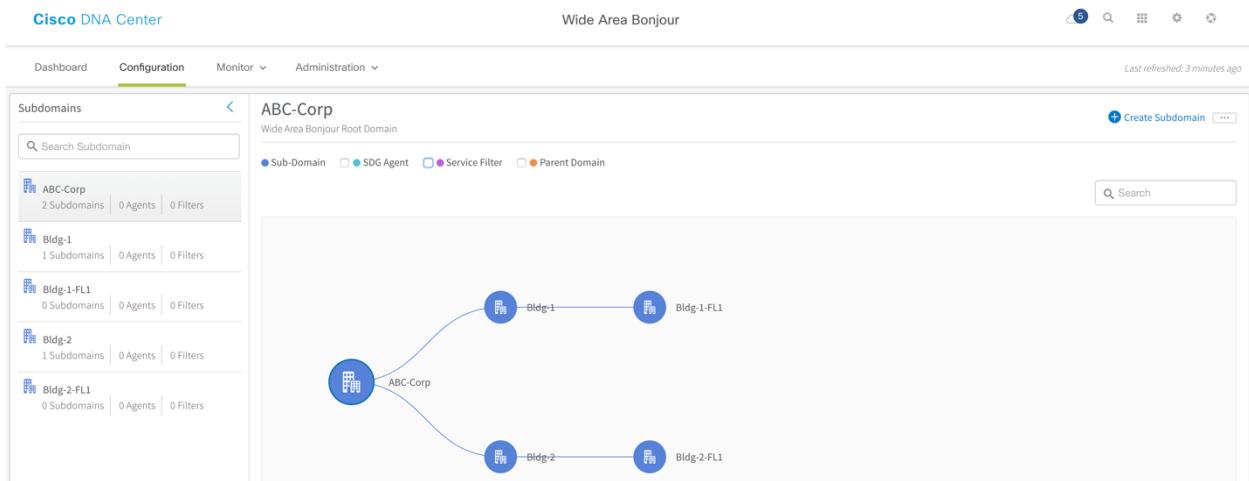 Cisco DNA Center
Wide Area Bonjour
5
Dashboard Configuration Monitor Administration
Last refreshed: 3 minutes ago
Subdomains
Search Subdomain
ABC-Corp
2 Subdomains 0 Agents 0 Filters
Bldg-1
1 Subdomains 0 Agents 0 Filters
Bldg-1-FL1
0 Subdomains 0 Agents 0 Filters
Bldg-2
1 Subdomains 0 Agents 0 Filters
Bldg-2-FL1
0 Subdomains 0 Agents 0 Filters
ABC-Corp
Wide Area Bonjour Root Domain
Create Subdomain ...
Sub-Domain SDG Agent Service Filter Parent Domain
Search
Bldg-1 Bldg-1-FL1
ABC-Corp
Bldg-2 Bldg-2-FL1